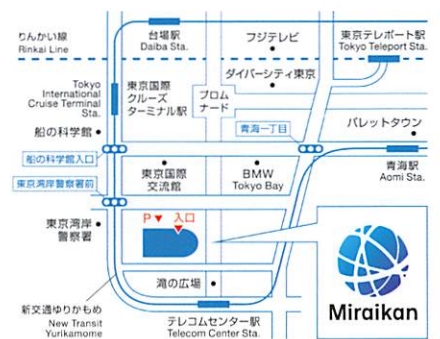 りんかい線
Rinkai Line
台場駅
Daiba Sta.
フジテレビ
東京テレポート駅
Tokyo Teleport Sta.
ダイバーシティ東京
Tokyo
International
Cruise Terminal
Sta.
東京国際
クルーズ
ターミナル駅
プロム
ナード
船の科学館
青海一丁目
パレットタウン
船の科学館入口
東京国際
交流館
BMW
Tokyo Bay
青海駅
Aomi Sta.
東京湾岸警察署前
東京湾岸
警察署
P
入口
滝の広場
新交通ゆりかもめ
New Transit
Yurikamome
テレコムセンター駅
Telecom Center Sta.
Miraikan